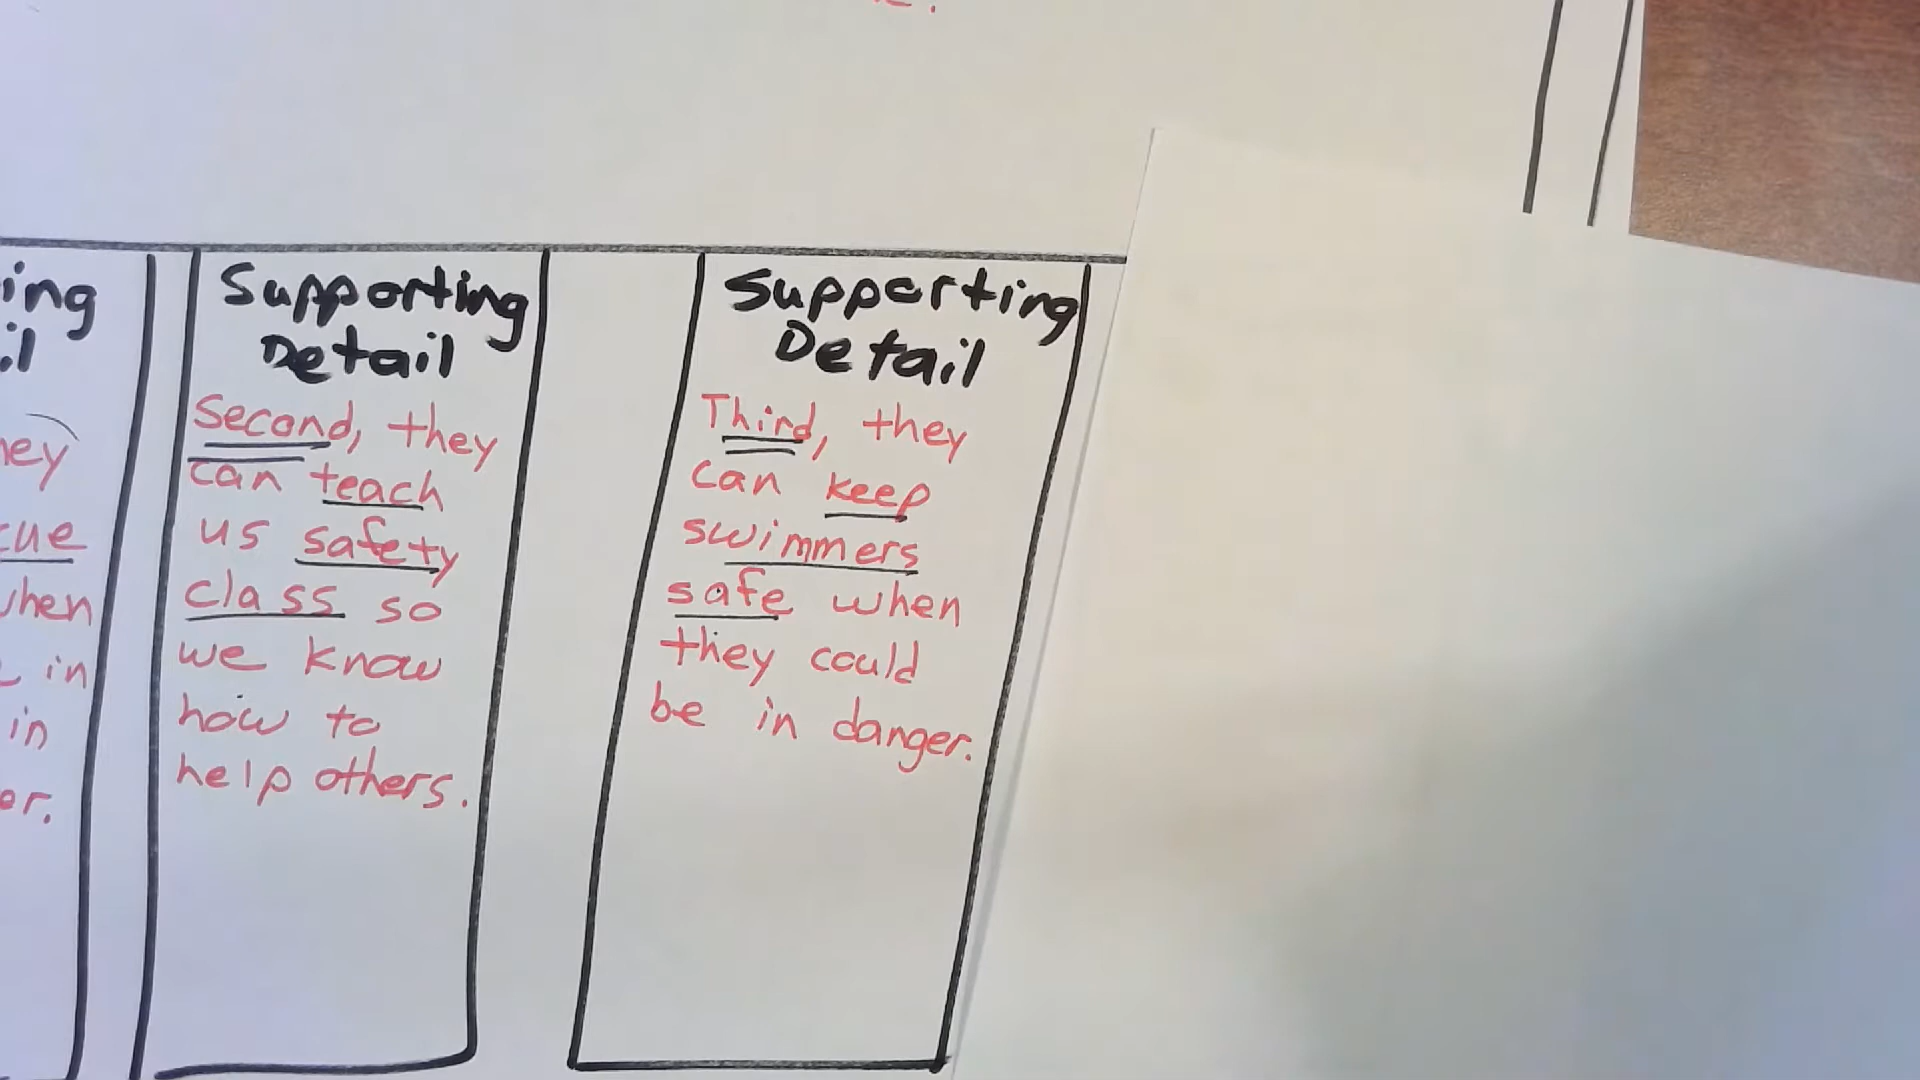 Supporting
Detail
Second, they
can teach
us safety
class so
we know
how to
help others.
Supporting
Detail
Third, they
can keep
swimmers
safe when
they could
be in danger.